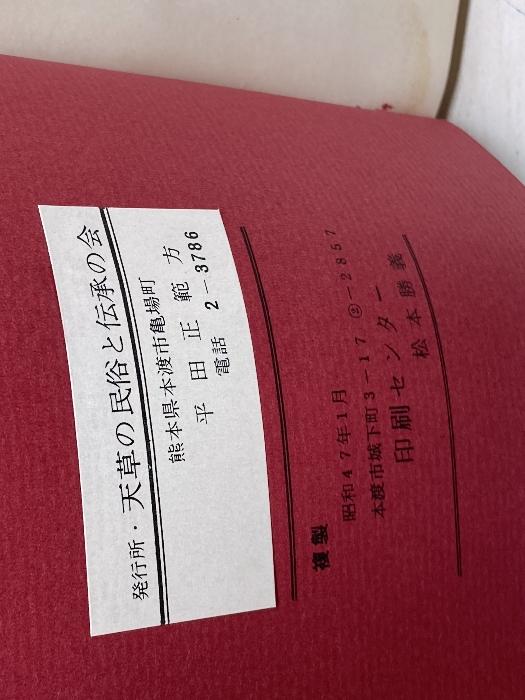 発行所・天草の民俗と伝承の会
熊本県本渡市亀場町
平田正範方
電話 2-3786
複製
昭和47年1月
本渡市城下町3-17 ②-2857
印刷センター
松本勝義